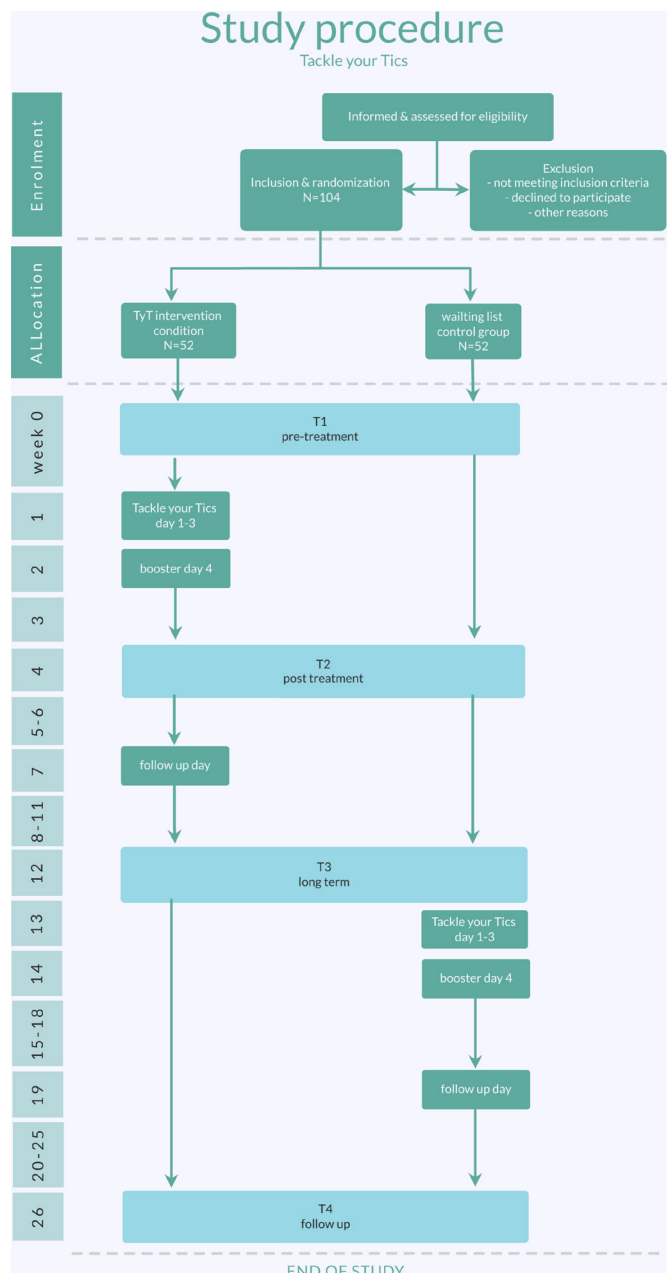 Study procedure
Tackle your Tics
Enrolment
Informed & assessed for eligibility
Inclusion & randomization
N=104
Exclusion
- not meeting inclusion criteria
- declined to participate
- other reasons
ALLocation
TyT intervention
condition
N=52
wailting list
control group
N=52
week 0
T1
pre-treatment
1
Tackle your Tics
day 1-3
2
booster day 4
3
4
T2
post treatment
5-6
7
follow up day
8-11
12
T3
long term
13
Tackle your Tics
day 1-3
14
booster day 4
15-18
19
follow up day
20-25
26
T4
follow up
END OF STUDY